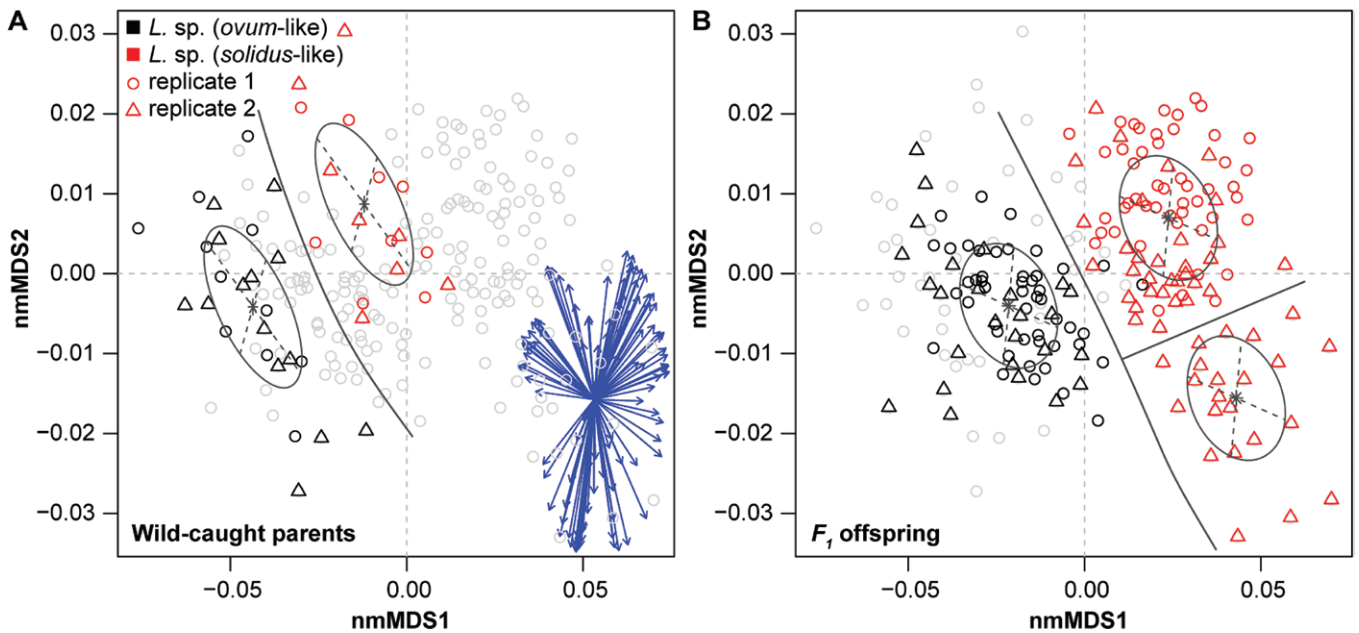 A
L. sp. (ovum-like)
L. sp. (solidus-like)
replicate 1
replicate 2
0.03
0.02
0.01
0.00
−0.01
−0.02
−0.03
nmMDS2
Wild-caught parents
−0.05
0.00
0.05
nmMDS1
B
0.03
0.02
0.01
0.00
−0.01
−0.02
−0.03
nmMDS2
F1 offspring
−0.05
0.00
0.05
nmMDS1